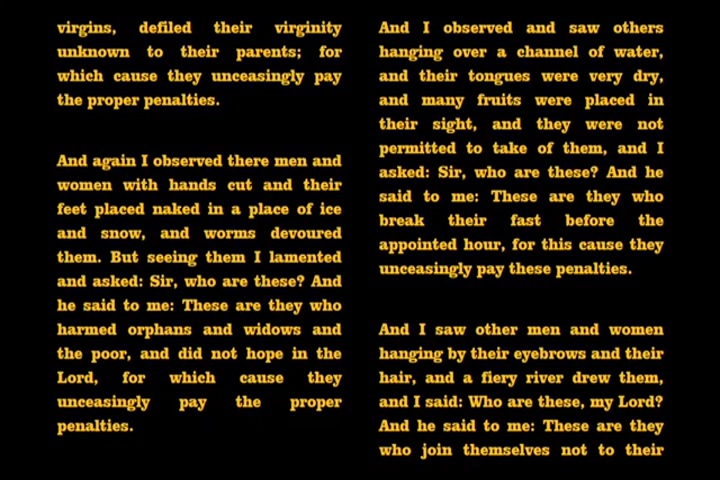 virgins, defiled their virginity
unknown to their parents; for
which cause they unceasingly pay
the proper penalties.
And again I observed there men and
women with hands cut and their
feet placed naked in a place of ice
and snow, and worms devoured
them. But seeing them I lamented
and asked: Sir, who are these? And
he said to me: These are they who
harmed orphans and widows and
the poor, and did not hope in the
Lord, for which cause they
unceasingly pay the proper
penalties.
And I observed and saw others
hanging over a channel of water,
and their tongues were very dry,
and many fruits were placed in
their sight, and they were not
permitted to take of them, and I
asked: Sir, who are these? And he
said to me: These are they who
break their fast before the
appointed hour, for this cause they
unceasingly pay these penalties.
And I saw other men and women
hanging by their eyebrows and their
hair, and a fiery river drew them,
and I said: Who are these, my Lord?
And he said to me: These are they
who join themselves not to their